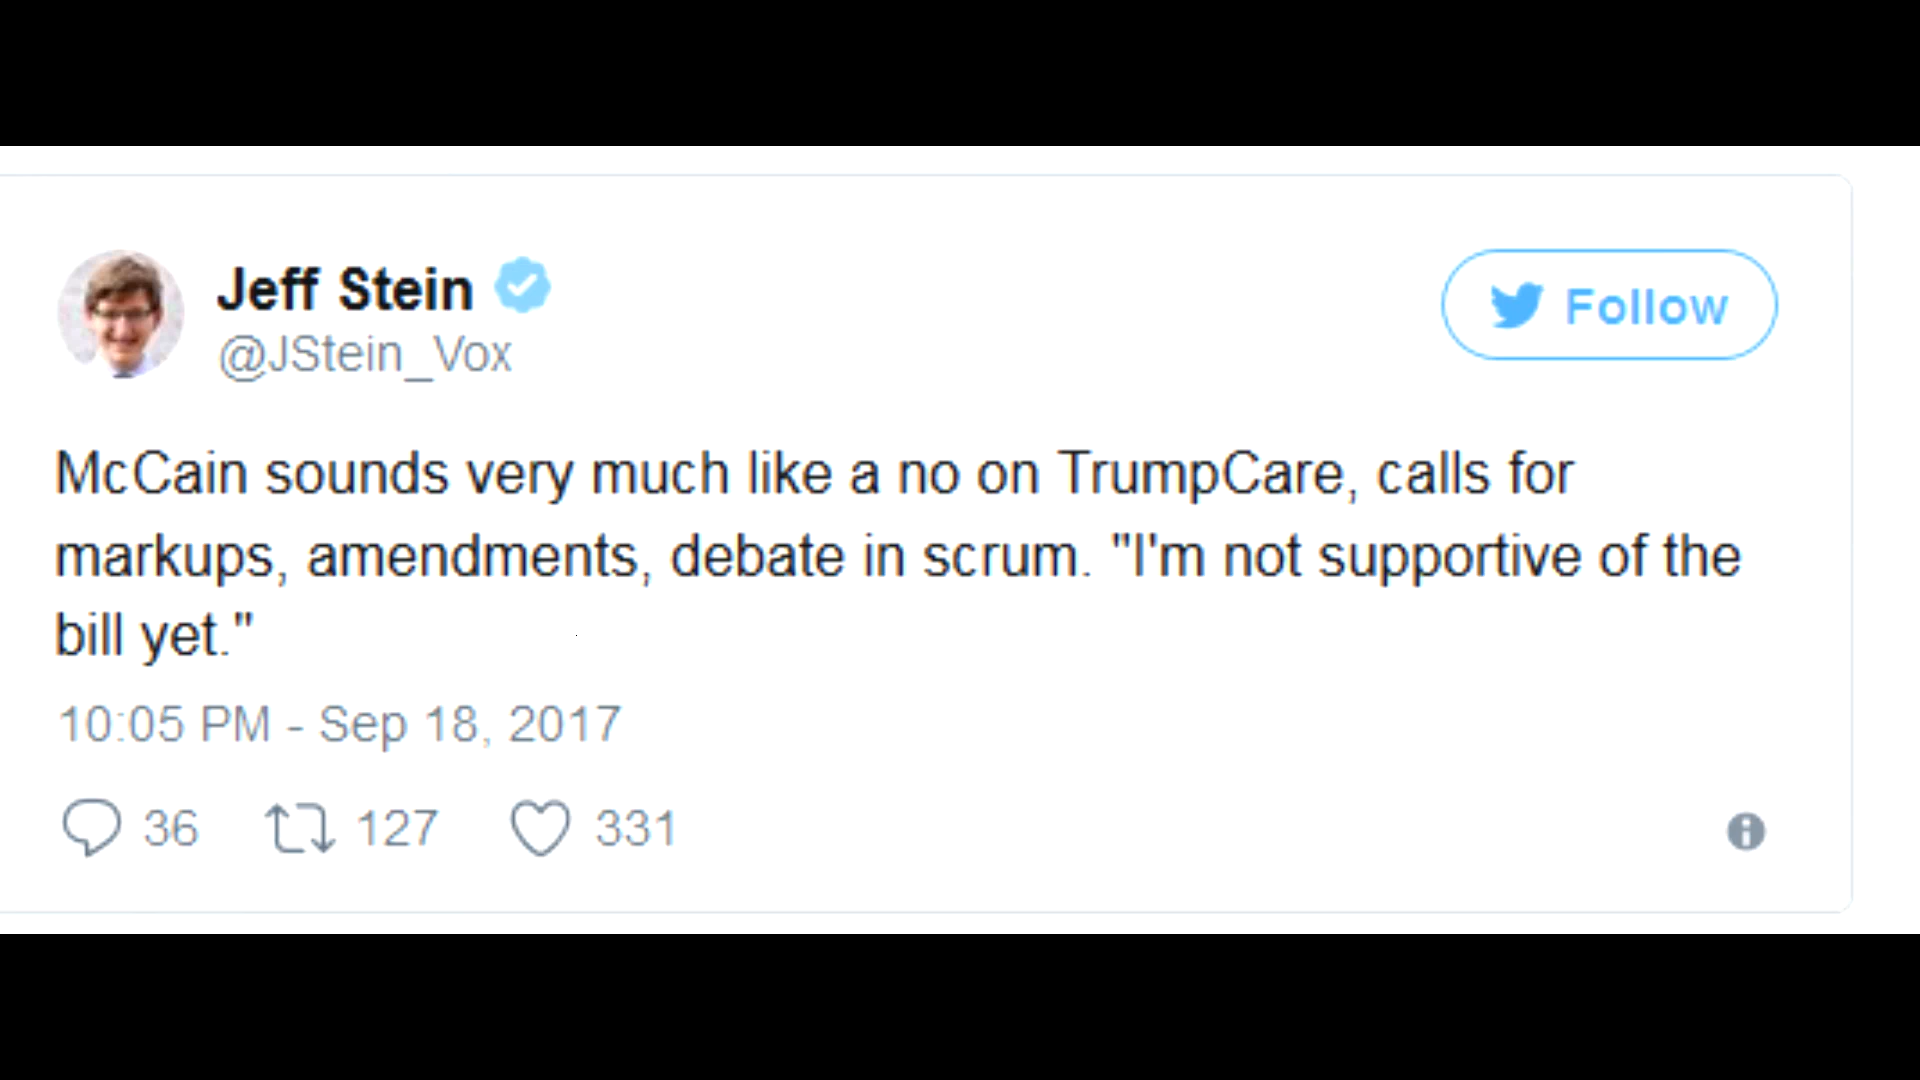 Jeff Stein
@JStein_Vox
Follow
McCain sounds very much like a no on TrumpCare, calls for
markups, amendments, debate in scrum. "I'm not supportive of the
bill yet."
10:05 PM - Sep 18, 2017
36 127 331